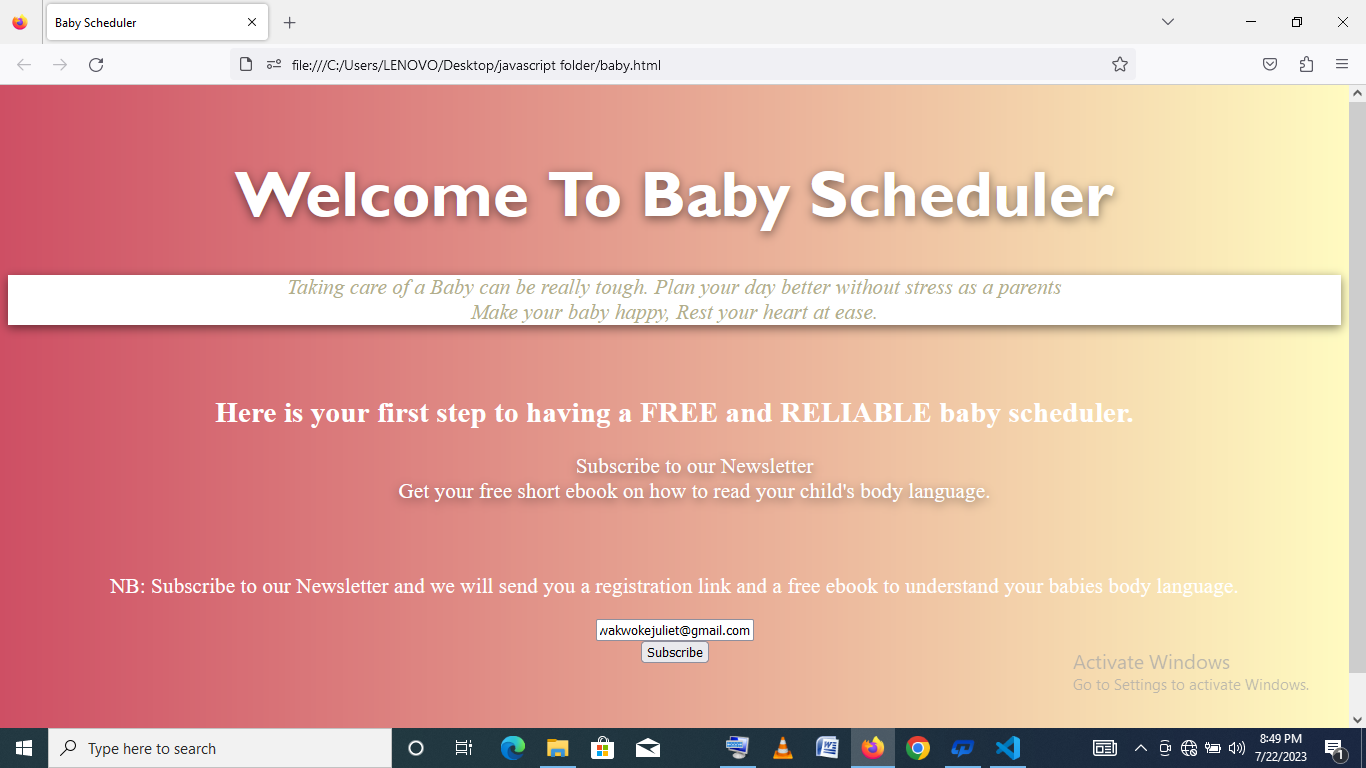 Baby Scheduler
file:///C:/Users/LENOVO/Desktop/javascript folder/baby.html
Welcome To Baby Scheduler
Taking care of a Baby can be really tough. Plan your day better without stress as a parents
Make your baby happy, Rest your heart at ease.
Here is your first step to having a FREE and RELIABLE baby scheduler.
Subscribe to our Newsletter
Get your free short ebook on how to read your child's body language.
NB: Subscribe to our Newsletter and we will send you a registration link and a free ebook to understand your babies body language.
wakwokejuliet@gmail.com
Subscribe
Activate Windows
Go to Settings to activate Windows.
Type here to search
8:49 PM
7/22/2023
1